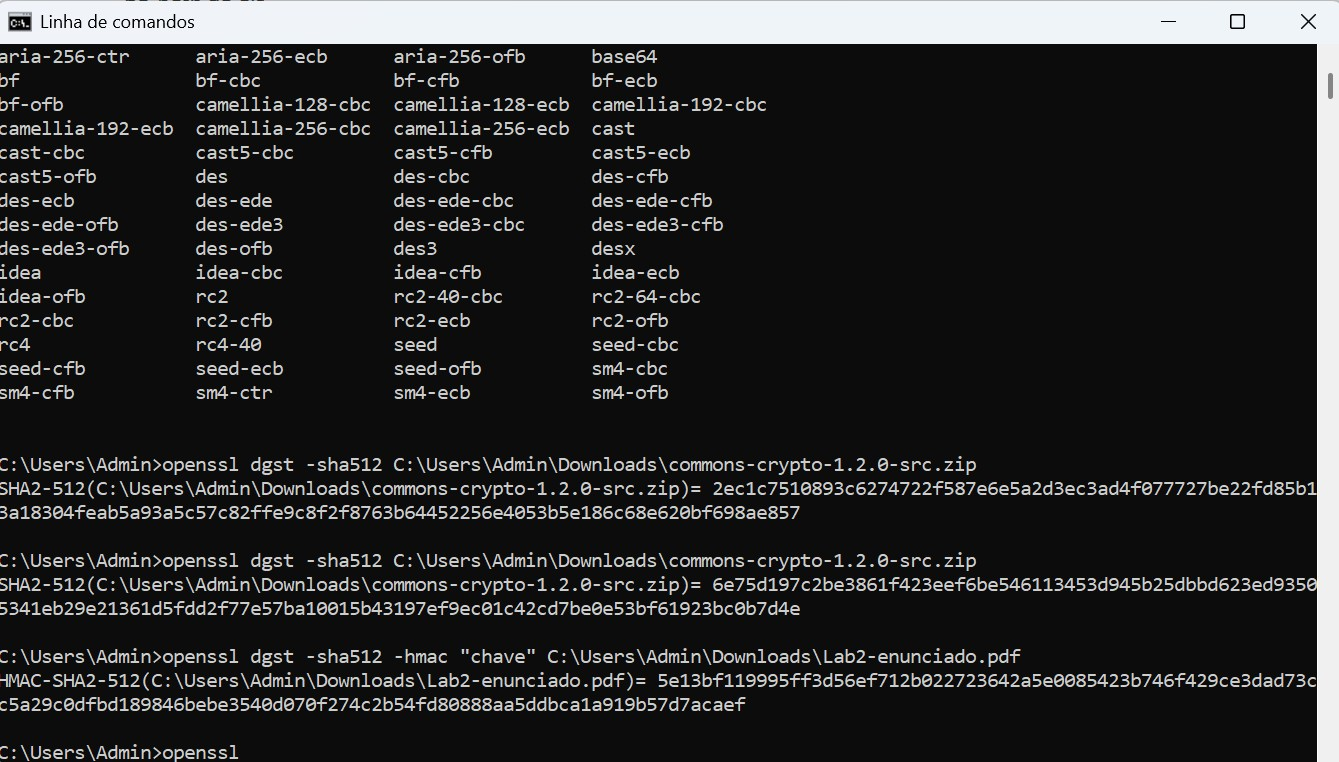 Linha de comandos
aria-256-ctr aria-256-ecb aria-256-ofb base64
bf bf-cbc bf-cfb bf-ecb
bf-ofb camellia-128-cbc camellia-128-ecb camellia-192-cbc
camellia-192-ecb camellia-256-cbc camellia-256-ecb cast
cast-cbc cast5-cbc cast5-cfb cast5-ecb
cast5-ofb des des-cbc des-cfb
des-ecb des-ede des-ede-cbc des-ede-cfb
des-ede-ofb des-ede3 des-ede3-cbc des-ede3-cfb
des-ede3-ofb des-ofb des3 desx
idea idea-cbc idea-cfb idea-ecb
idea-ofb rc2 rc2-40-cbc rc2-64-cbc
rc2-cbc rc2-cfb rc2-ecb rc2-ofb
rc4 rc4-40 seed seed-cbc
seed-cfb seed-ecb seed-ofb sm4-cbc
sm4-cfb sm4-ctr sm4-ecb sm4-ofb
C:\Users\Admin>openssl dgst -sha512 C:\Users\Admin\Downloads\commons-crypto-1.2.0-src.zip
SHA2-512(C:\Users\Admin\Downloads\commons-crypto-1.2.0-src.zip)= 2ec1c7510893c6274722f587e6e5a2d3ec3ad4f077727be22fd85b1
3a18304feab5a93a5c57c82ffe9c8f2f8763b64452256e4053b5e186c68e620bf698ae857
C:\Users\Admin>openssl dgst -sha512 C:\Users\Admin\Downloads\commons-crypto-1.2.0-src.zip
SHA2-512(C:\Users\Admin\Downloads\commons-crypto-1.2.0-src.zip)= 6e75d197c2be3861f423eef6be546113453d945b25dbbd623ed9350
5341eb29e21361d5fdd2f77e57ba10015b43197ef9ec01c42cd7be0e53bf61923bc0b7d4e
C:\Users\Admin>openssl dgst -sha512 -hmac "chave" C:\Users\Admin\Downloads\Lab2-enunciado.pdf
HMAC-SHA2-512(C:\Users\Admin\Downloads\Lab2-enunciado.pdf)= 5e13bf119995ff3d56ef712b022723642a5e0085423b746f429ce3dad73c
c5a29c0dfbd189846bebe3540d070f274c2b54fd80888aa5ddbca1a919b57d7acaef
C:\Users\Admin>openssl